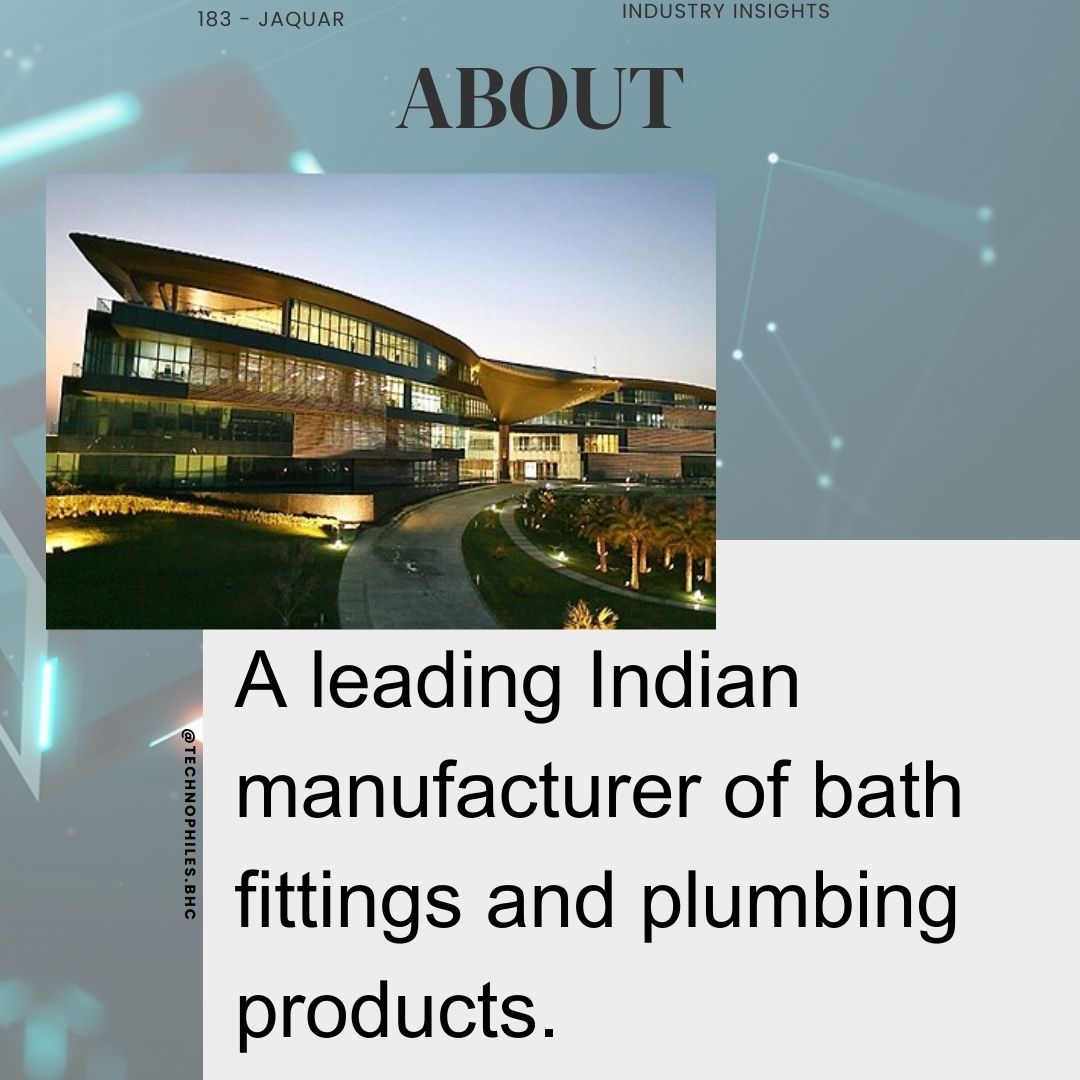 183 - JAQUAR
INDUSTRY INSIGHTS
ABOUT
A leading Indian
manufacturer of bath
fittings and plumbing
products.
@TECHNOPHILES.BHC